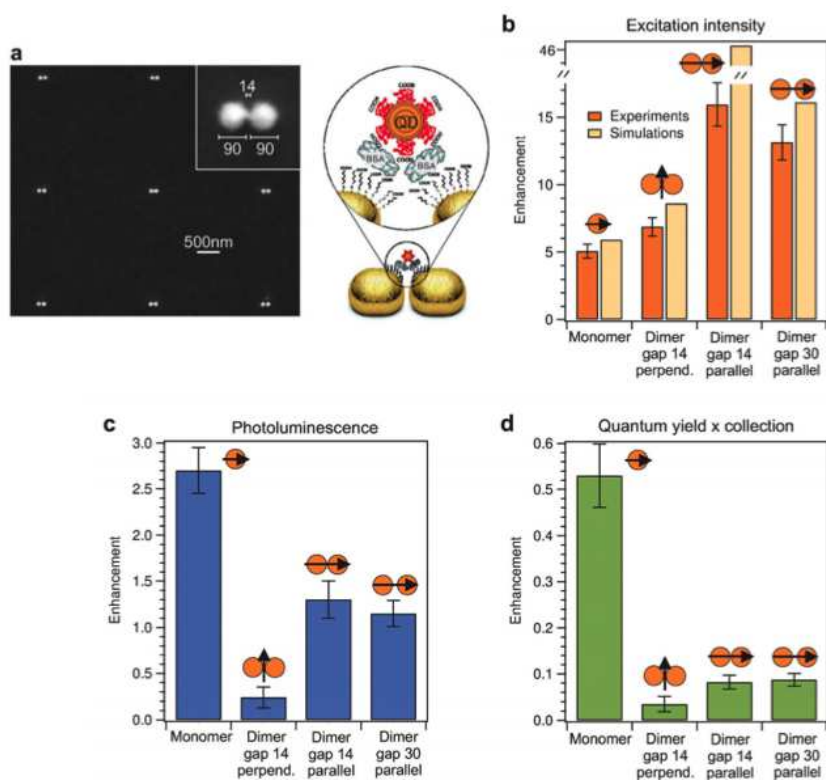 a
14
90 90
500nm
COOH
COOH
COOH
QD
COOH
BSA
BSA
b
Excitation intensity
46
Experiments
Simulations
15
10
5
0
Enhancement
Monomer
Dimer
gap 14
perpend.
Dimer
gap 14
parallel
Dimer
gap 30
parallel
c
Photoluminescence
3.0
2.5
2.0
1.5
1.0
0.5
0.0
Enhancement
Monomer
Dimer
gap 14
perpend.
Dimer
gap 14
parallel
Dimer
gap 30
parallel
d
Quantum yield x collection
0.6
0.5
0.4
0.3
0.2
0.1
0.0
Enhancement
Monomer
Dimer
gap 14
perpend.
Dimer
gap 14
parallel
Dimer
gap 30
parallel